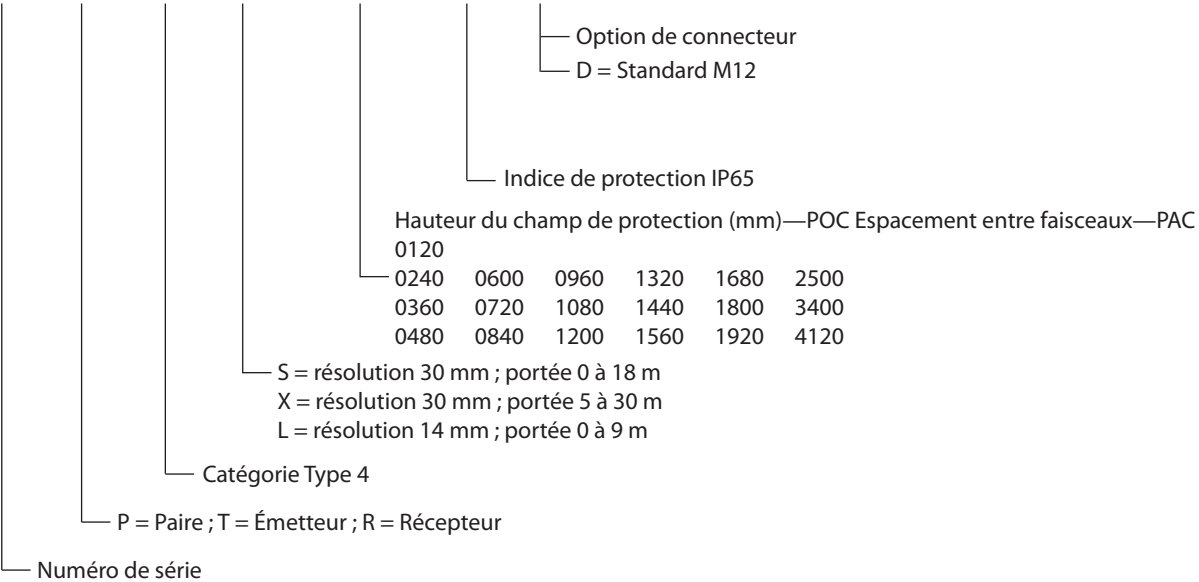 Option de connecteur
D = Standard M12
Indice de protection IP65
Hauteur du champ de protection (mm)—POC Espacement entre faisceaux—PAC
0120
0240 0600 0960 1320 1680 2500
0360 0720 1080 1440 1800 3400
0480 0840 1200 1560 1920 4120
S = résolution 30 mm ; portée 0 à 18 m
X = résolution 30 mm ; portée 5 à 30 m
L = résolution 14 mm ; portée 0 à 9 m
Catégorie Type 4
P = Paire ; T = Émetteur ; R = Récepteur
Numéro de série